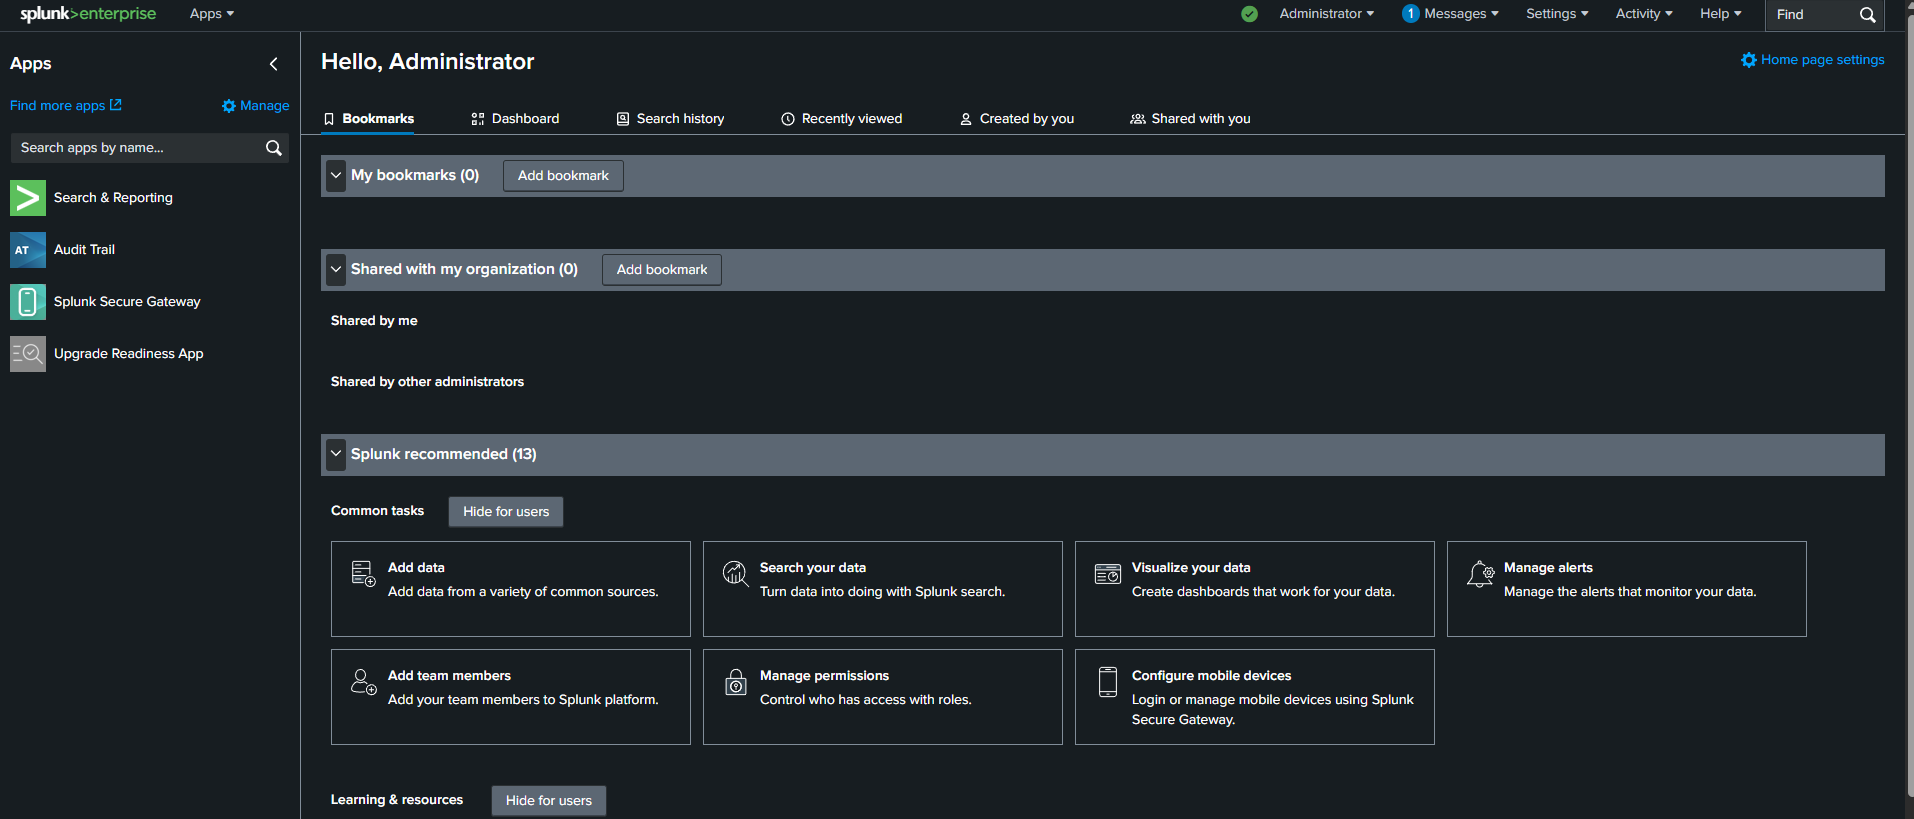 splunk>enterprise Apps Administrator 1 Messages Settings Activity Help Find
Apps
Find more apps Manage
Search apps by name...
Search & Reporting
AT Audit Trail
Splunk Secure Gateway
Upgrade Readiness App
Hello, Administrator
Home page settings
Bookmarks Dashboard Search history Recently viewed Created by you Shared with you
My bookmarks (0) Add bookmark
Shared with my organization (0) Add bookmark
Shared by me
Shared by other administrators
Splunk recommended (13)
Common tasks Hide for users
Add data
Add data from a variety of common sources.
Search your data
Turn data into doing with Splunk search.
Visualize your data
Create dashboards that work for your data.
Manage alerts
Manage the alerts that monitor your data.
Add team members
Add your team members to Splunk platform.
Manage permissions
Control who has access with roles.
Configure mobile devices
Login or manage mobile devices using Splunk
Secure Gateway.
Learning & resources Hide for users